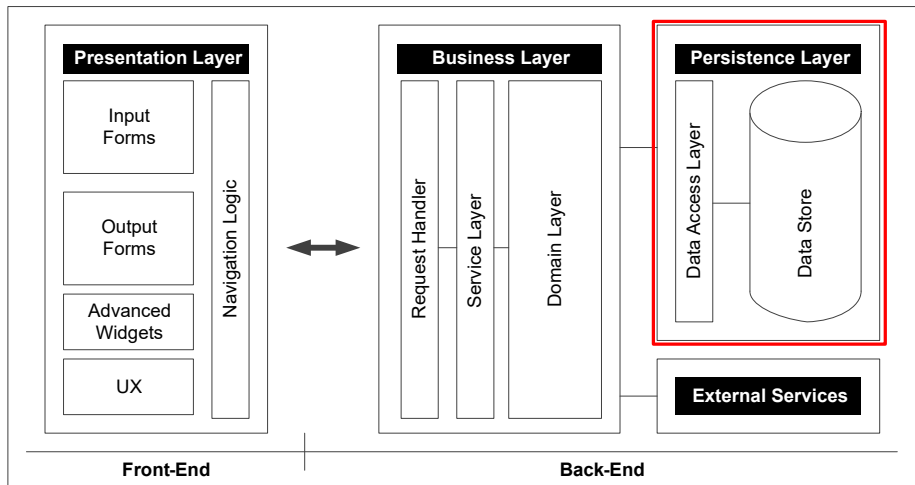 Presentation Layer
Input
Forms
Output
Forms
Advanced
Widgets
UX
Navigation Logic
Business Layer
Request Handler
Service Layer
Domain Layer
Persistence Layer
Data Access Layer
Data Store
External Services
Front-End
Back-End